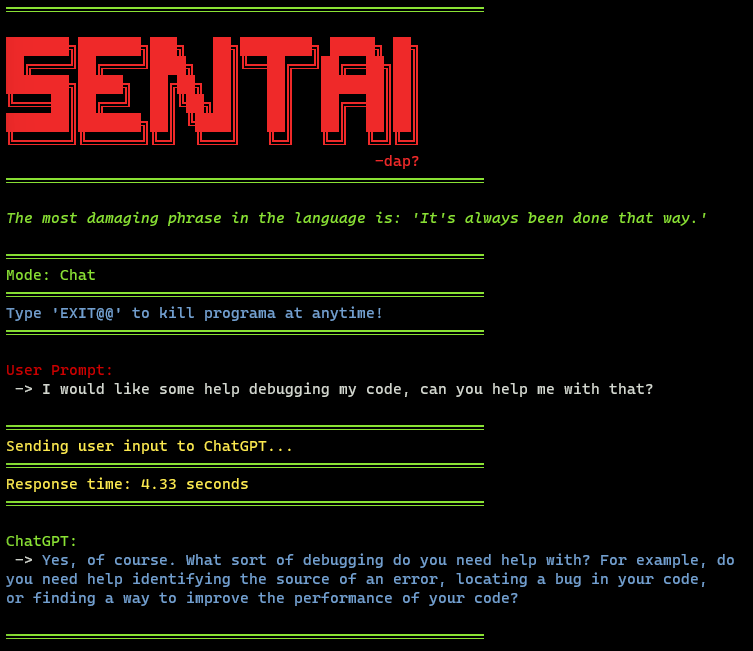 SENTAI
-dap?
The most damaging phrase in the language is: 'It's always been done that way.'
Mode: Chat
Type 'EXIT@@' to kill programa at anytime!
User Prompt:
-> I would like some help debugging my code, can you help me with that?
Sending user input to ChatGPT...
Response time: 4.33 seconds
ChatGPT:
-> Yes, of course. What sort of debugging do you need help with? For example, do
you need help identifying the source of an error, locating a bug in your code,
or finding a way to improve the performance of your code?